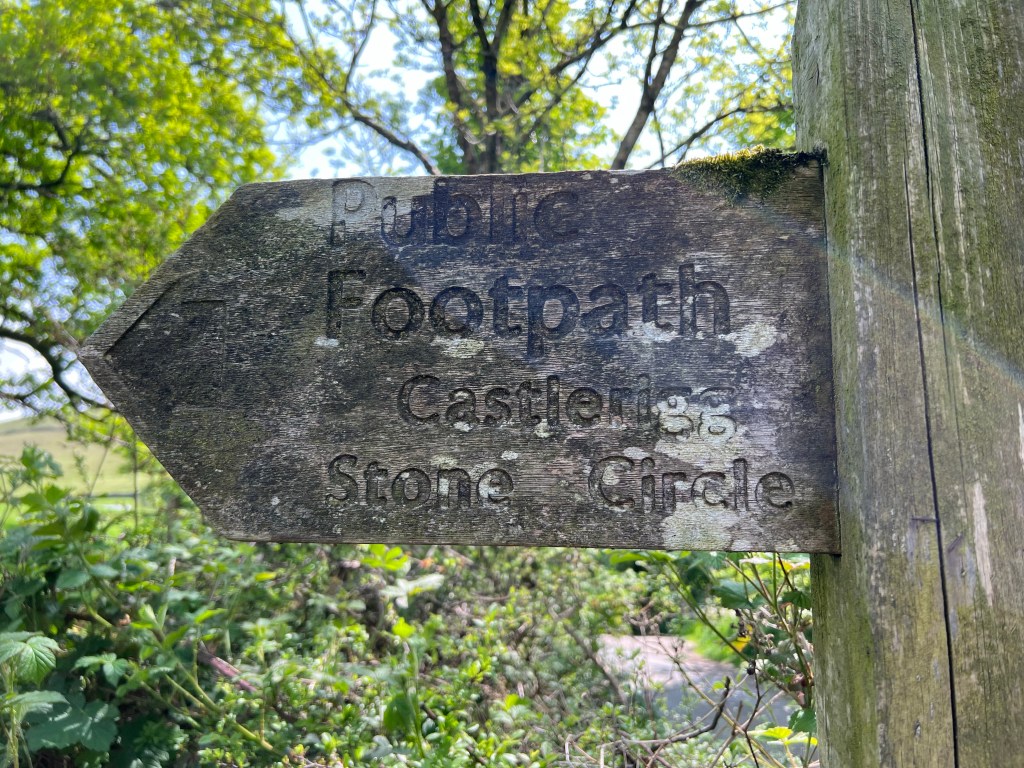 Public
Footpath
Castlerigg
Stone Circle